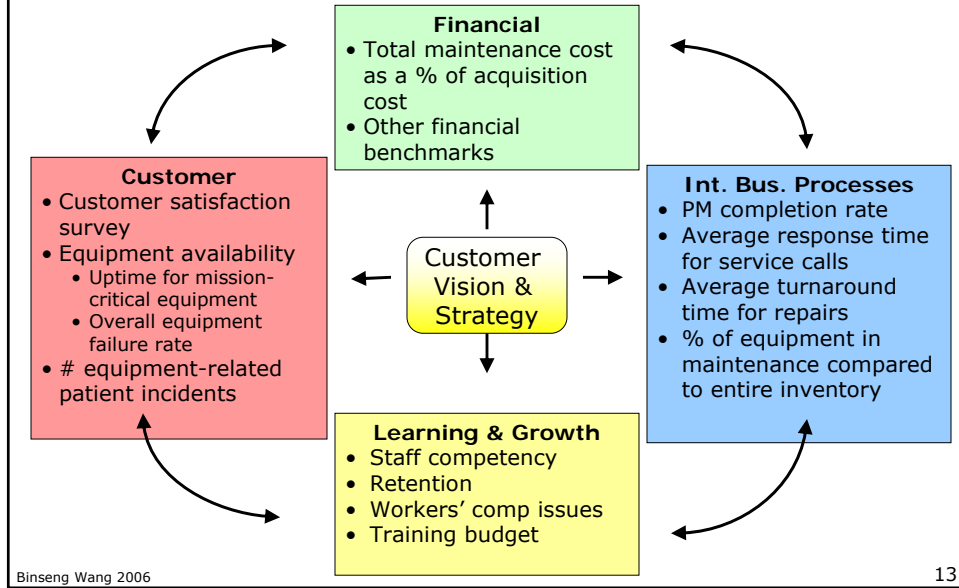 Financial
• Total maintenance cost
as a % of acquisition
cost
• Other financial
benchmarks
Customer
• Customer satisfaction
survey
• Equipment availability
• Uptime for mission-
critical equipment
• Overall equipment
failure rate
• # equipment-related
patient incidents
Customer
Vision &
Strategy
Int. Bus. Processes
• PM completion rate
• Average response time
for service calls
• Average turnaround
time for repairs
• % of equipment in
maintenance compared
to entire inventory
Learning & Growth
• Staff competency
• Retention
• Workers' comp issues
• Training budget
Binseng Wang 2006
13